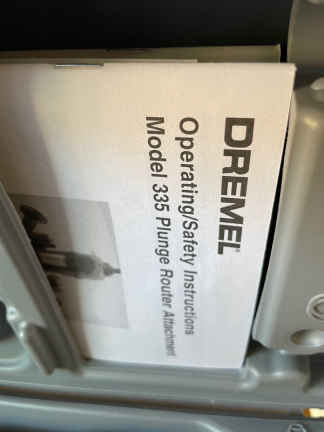 DREMEL®
Operating/Safety Instructions
Model 335 Plunge Router Attachment